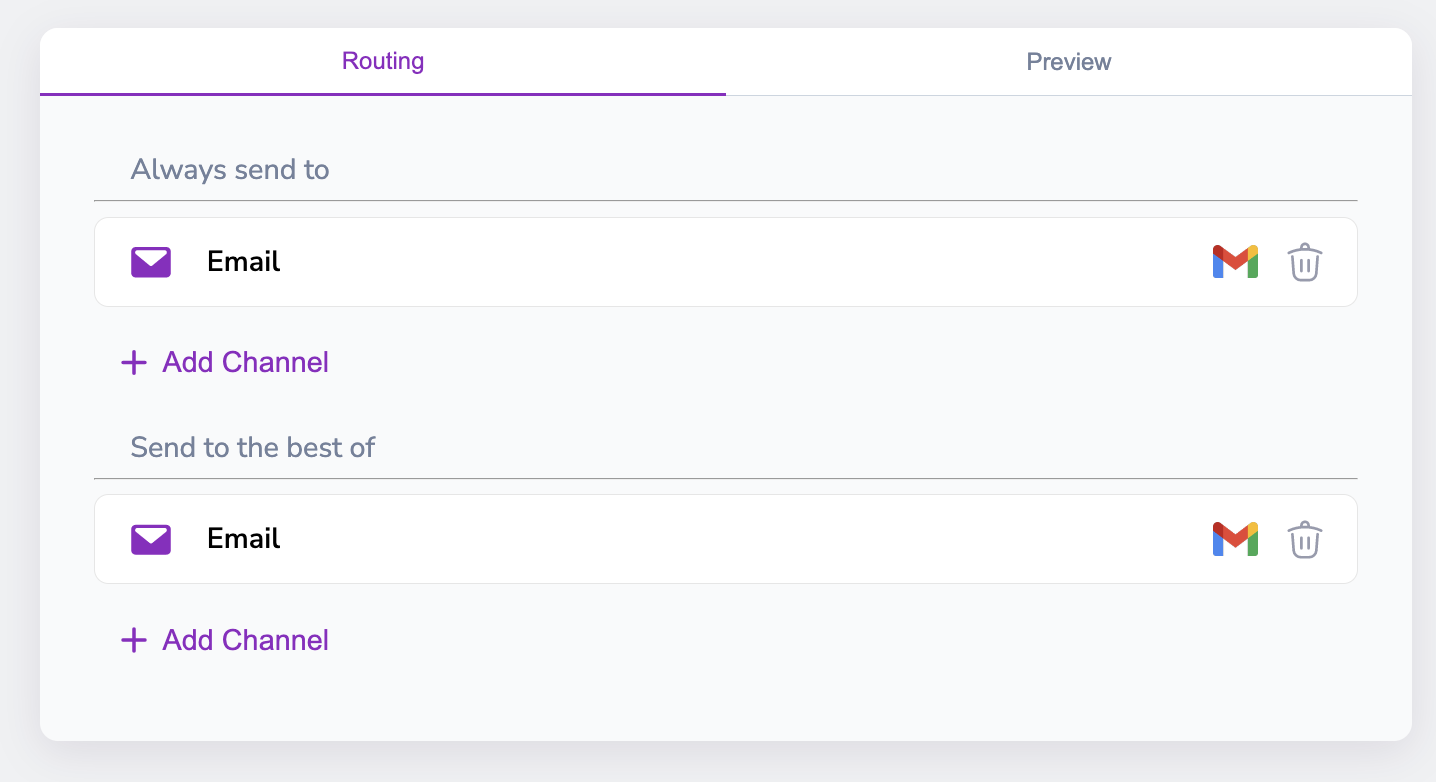 Routing
Preview
Always send to
Email
Add Channel
Send to the best of
Email
Add Channel